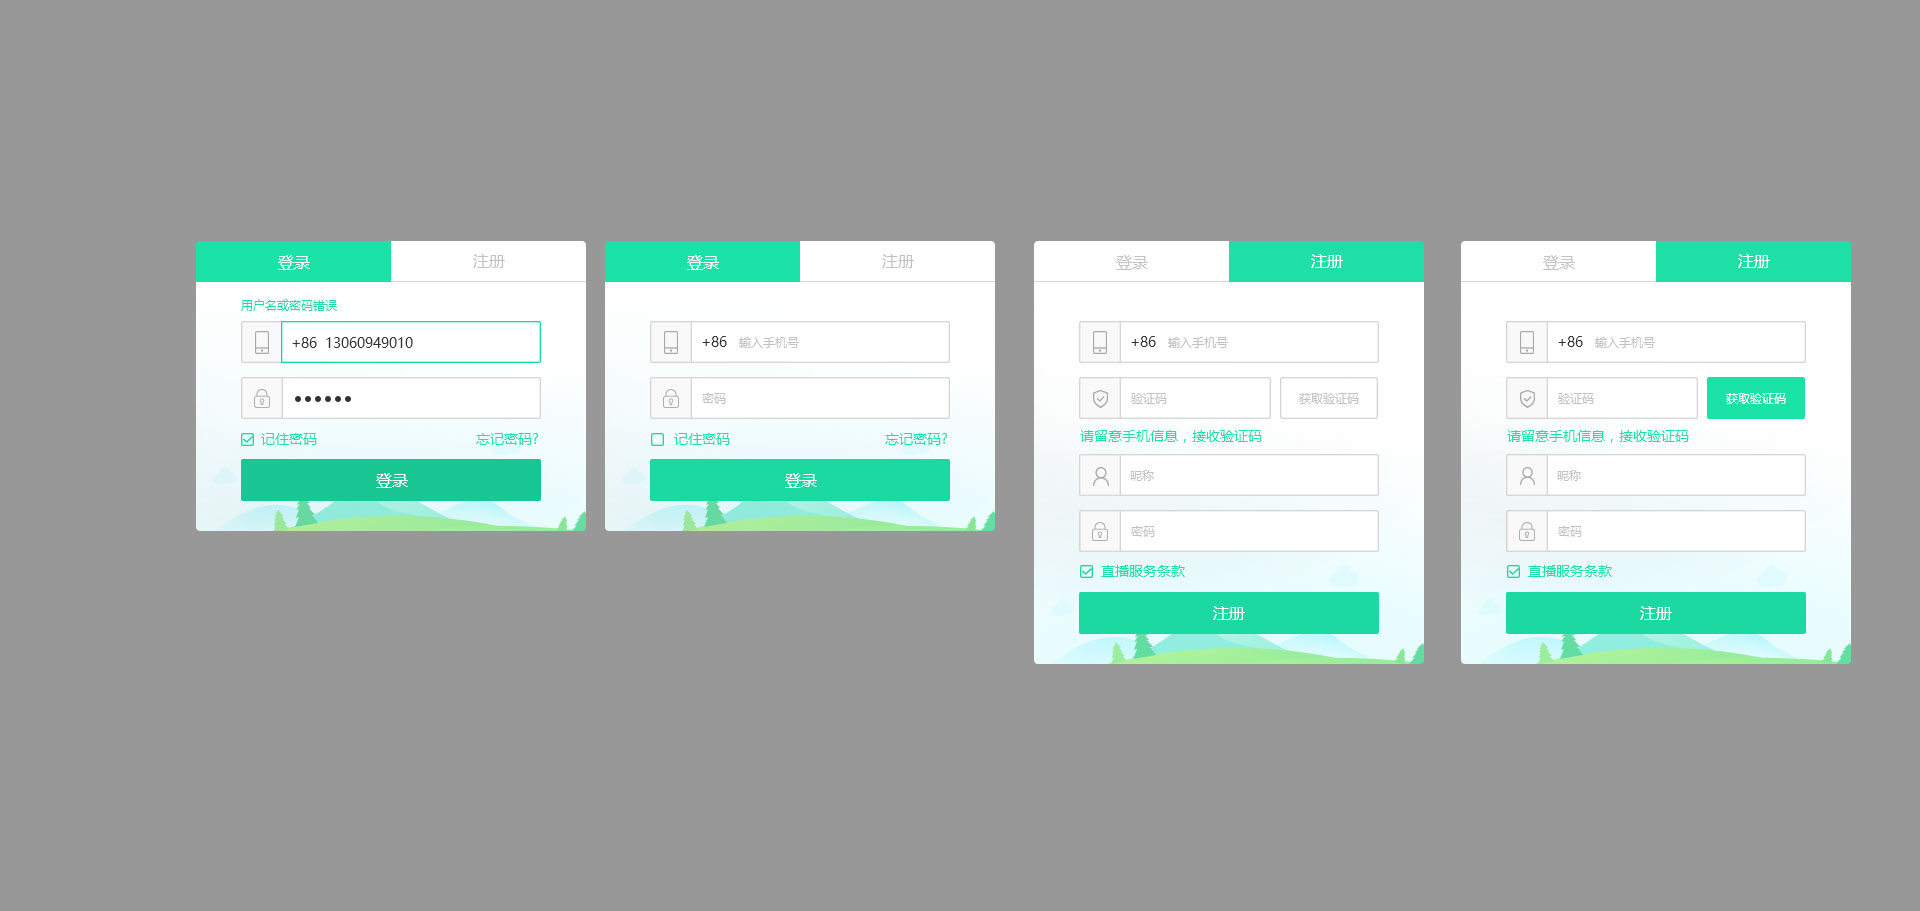 登录 注册
用户名或密码错误
+86 13060949010
●●●●●●
记住密码 忘记密码?
登录
登录 注册
+86 输入手机号
密码
记住密码 忘记密码?
登录
登录 注册
+86 输入手机号
验证码 获取验证码
请留意手机信息，接收验证码
昵称
密码
直播服务条款
注册
登录 注册
+86 输入手机号
验证码 获取验证码
请留意手机信息，接收验证码
昵称
密码
直播服务条款
注册